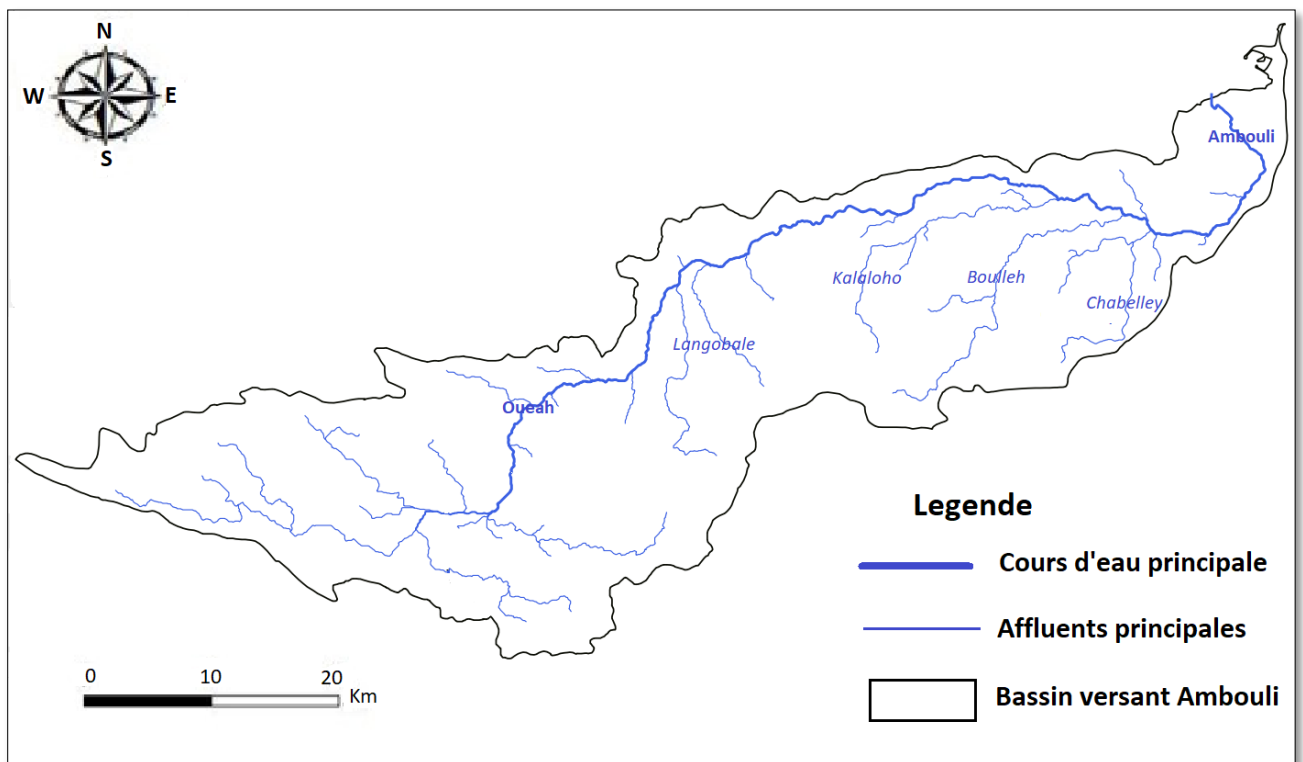 N
W E
S
Ambouli
Kalaloho
Boulleh
Chabelley
Langobale
Oueah
Legende
Cours d'eau principale
Affluents principales
Bassin versant Ambouli
0 10 20
Km